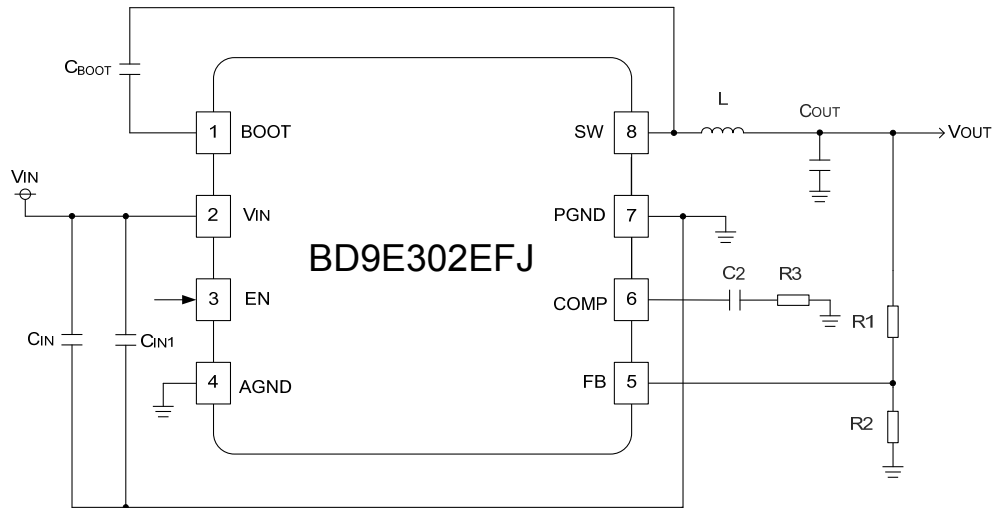 CBOOT
1 BOOT
SW 8
L
COUT
VOUT
VIN
2 VIN
PGND 7
BD9E302EFJ
3 EN
COMP 6
C2
R3
CIN
CIN1
R1
4 AGND
FB 5
R2